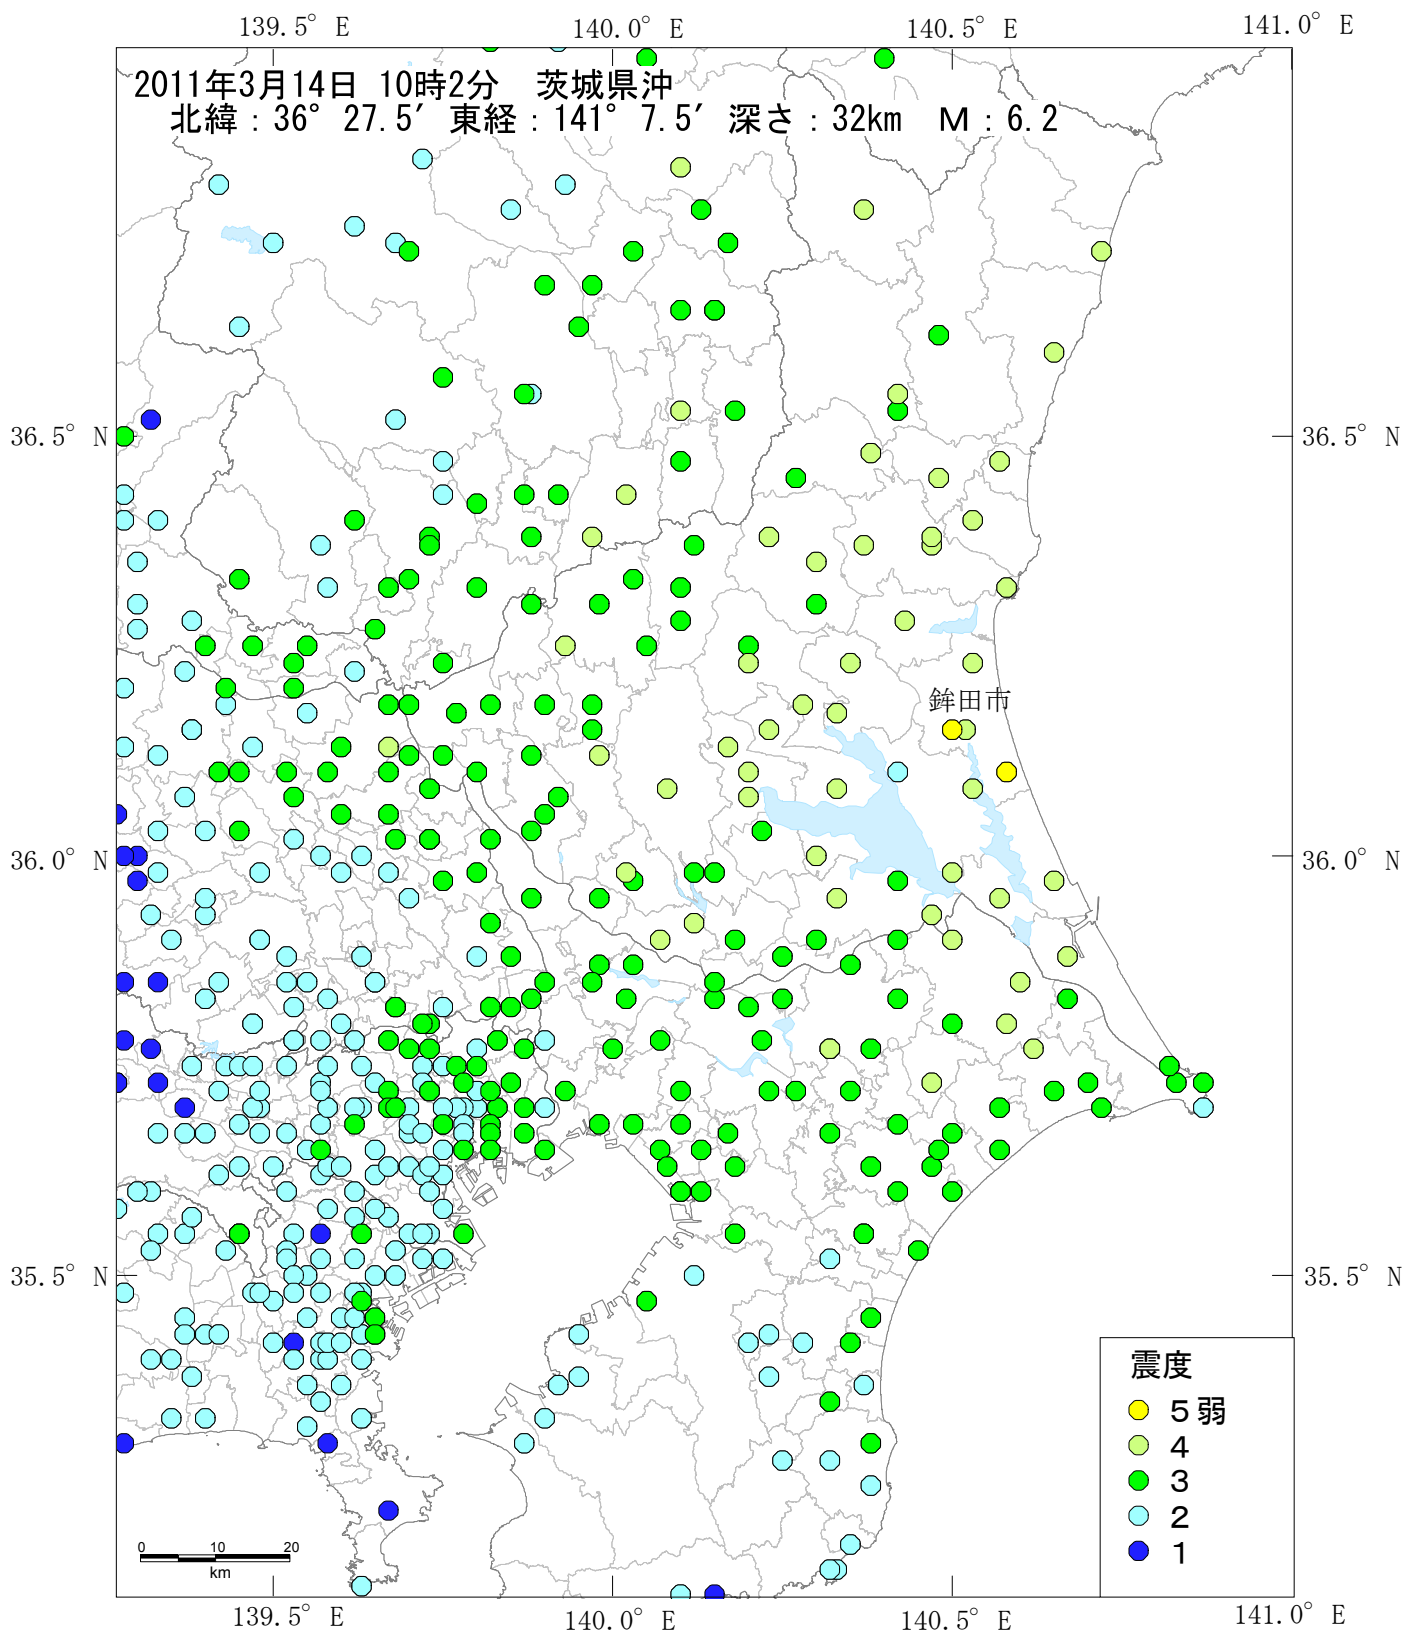 139.5° E 140.0° E 140.5° E 141.0° E
2011年3月14日 10時2分 茨城県沖
北緯：36° 27.5′ 東経：141° 7.5′ 深さ：32km M：6.2
36.5° N 36.5° N
鉾田市
36.0° N 36.0° N
35.5° N 35.5° N
震度
5弱
4
3
2
1
0 10 20
km
139.5° E 140.0° E 140.5° E 141.0° E